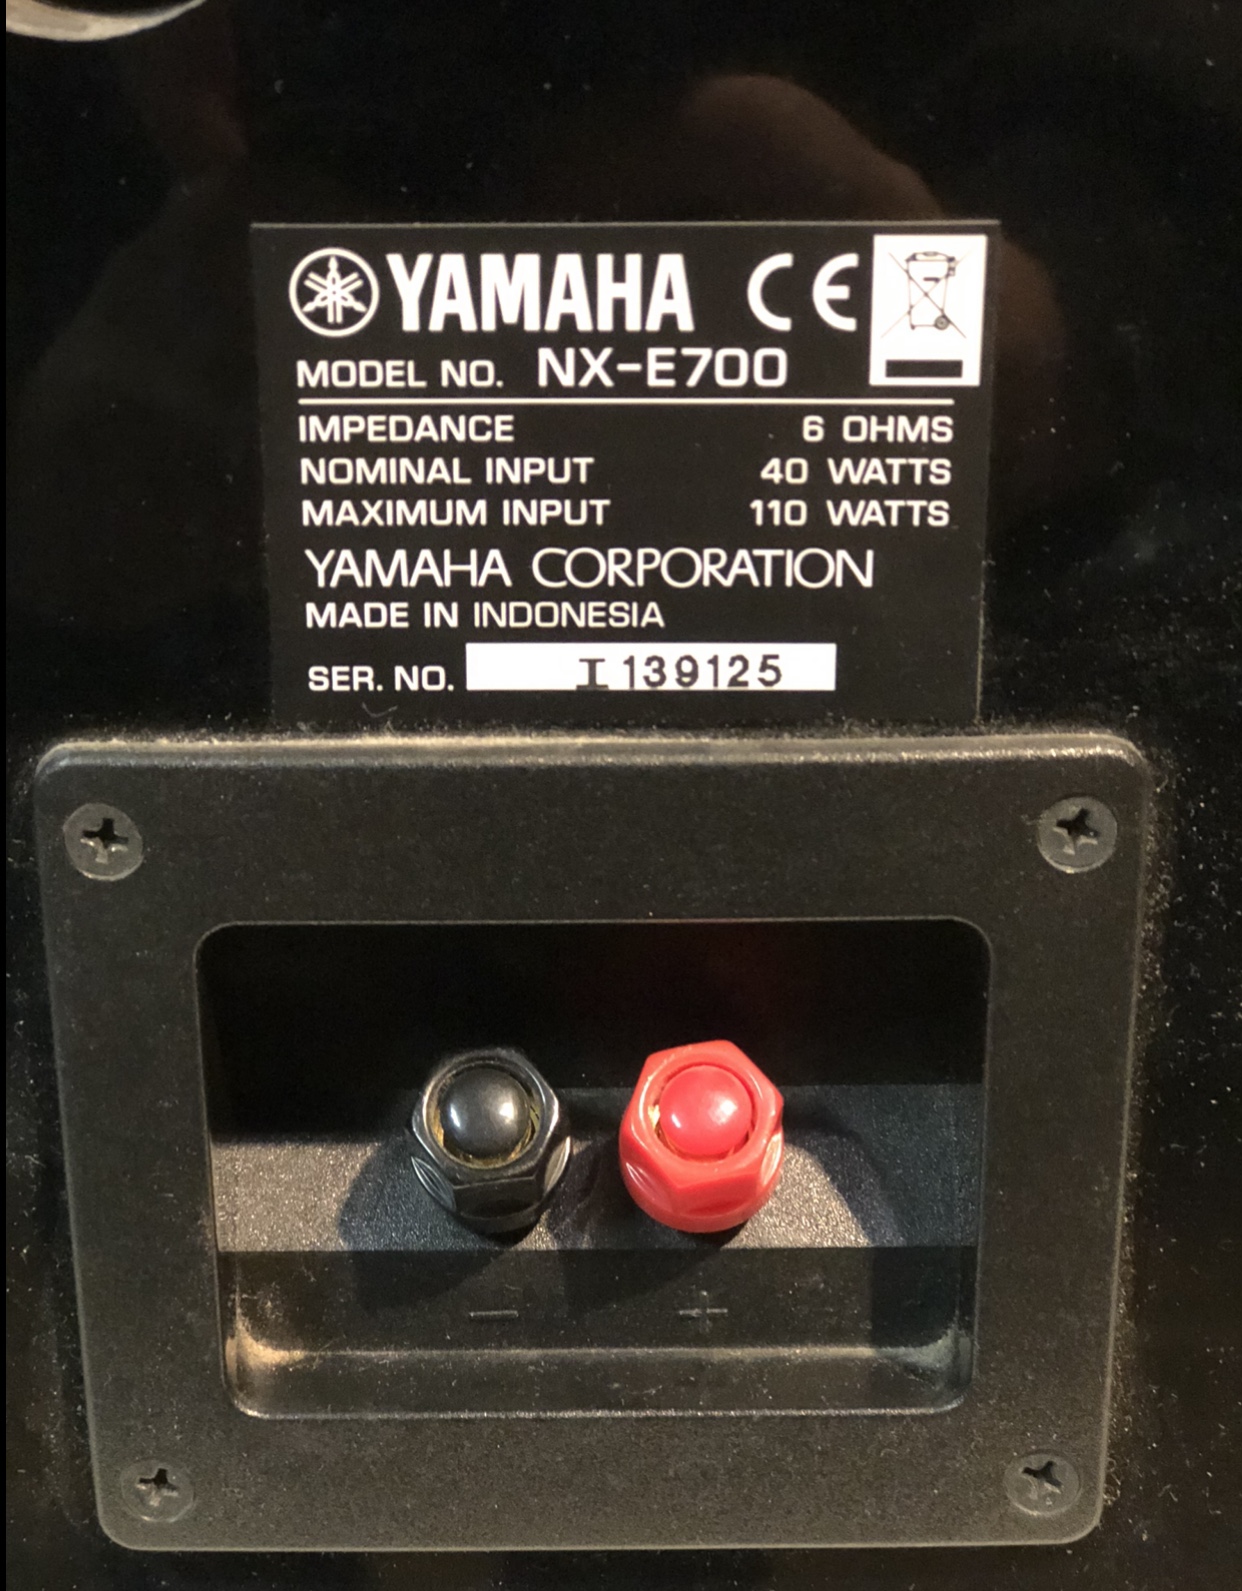 YAMAHA CE
MODEL NO. NX-E700
IMPEDANCE 6 OHMS
NOMINAL INPUT 40 WATTS
MAXIMUM INPUT 110 WATTS
YAMAHA CORPORATION
MADE IN INDONESIA
SER. NO. I 139125
− +